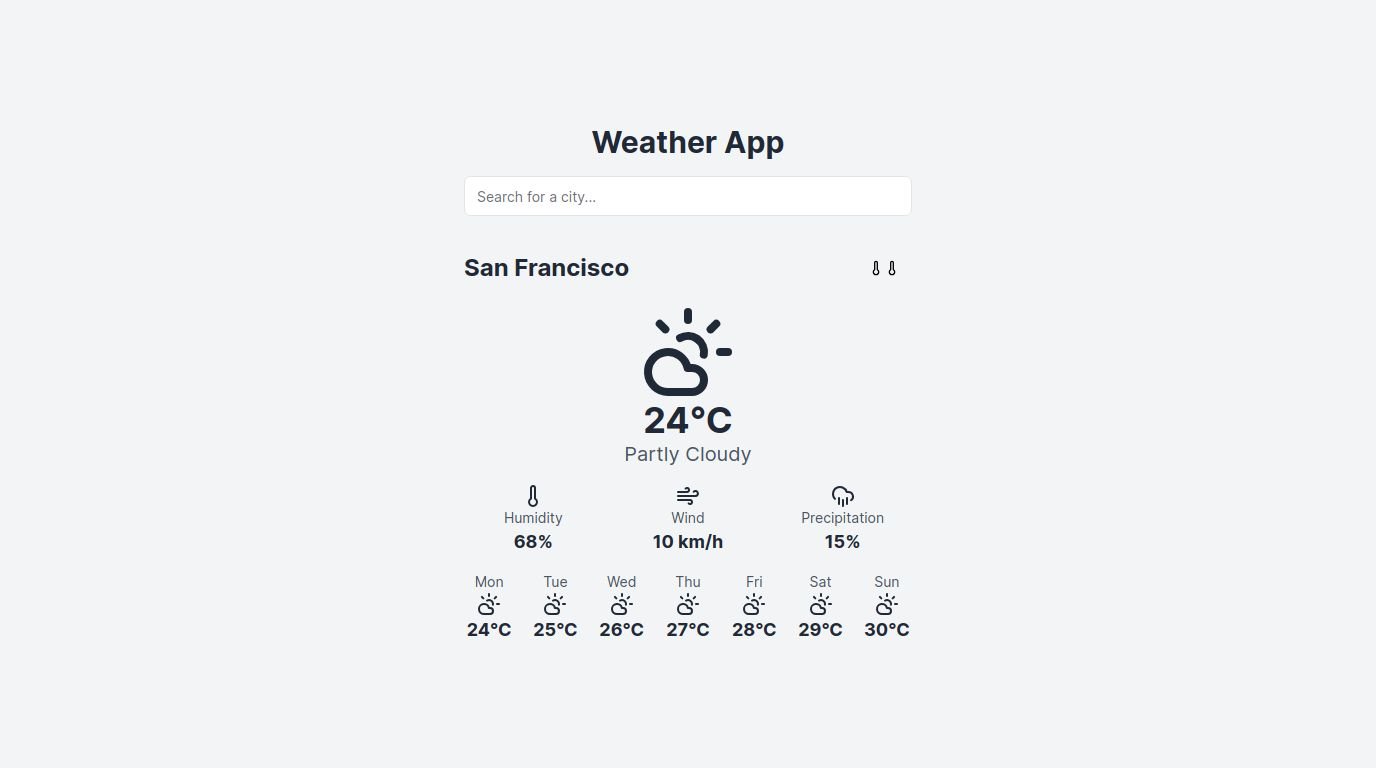 Weather App
Search for a city...
San Francisco
24°C
Partly Cloudy
Humidity Wind Precipitation
68% 10 km/h 15%
Mon Tue Wed Thu Fri Sat Sun
24°C 25°C 26°C 27°C 28°C 29°C 30°C